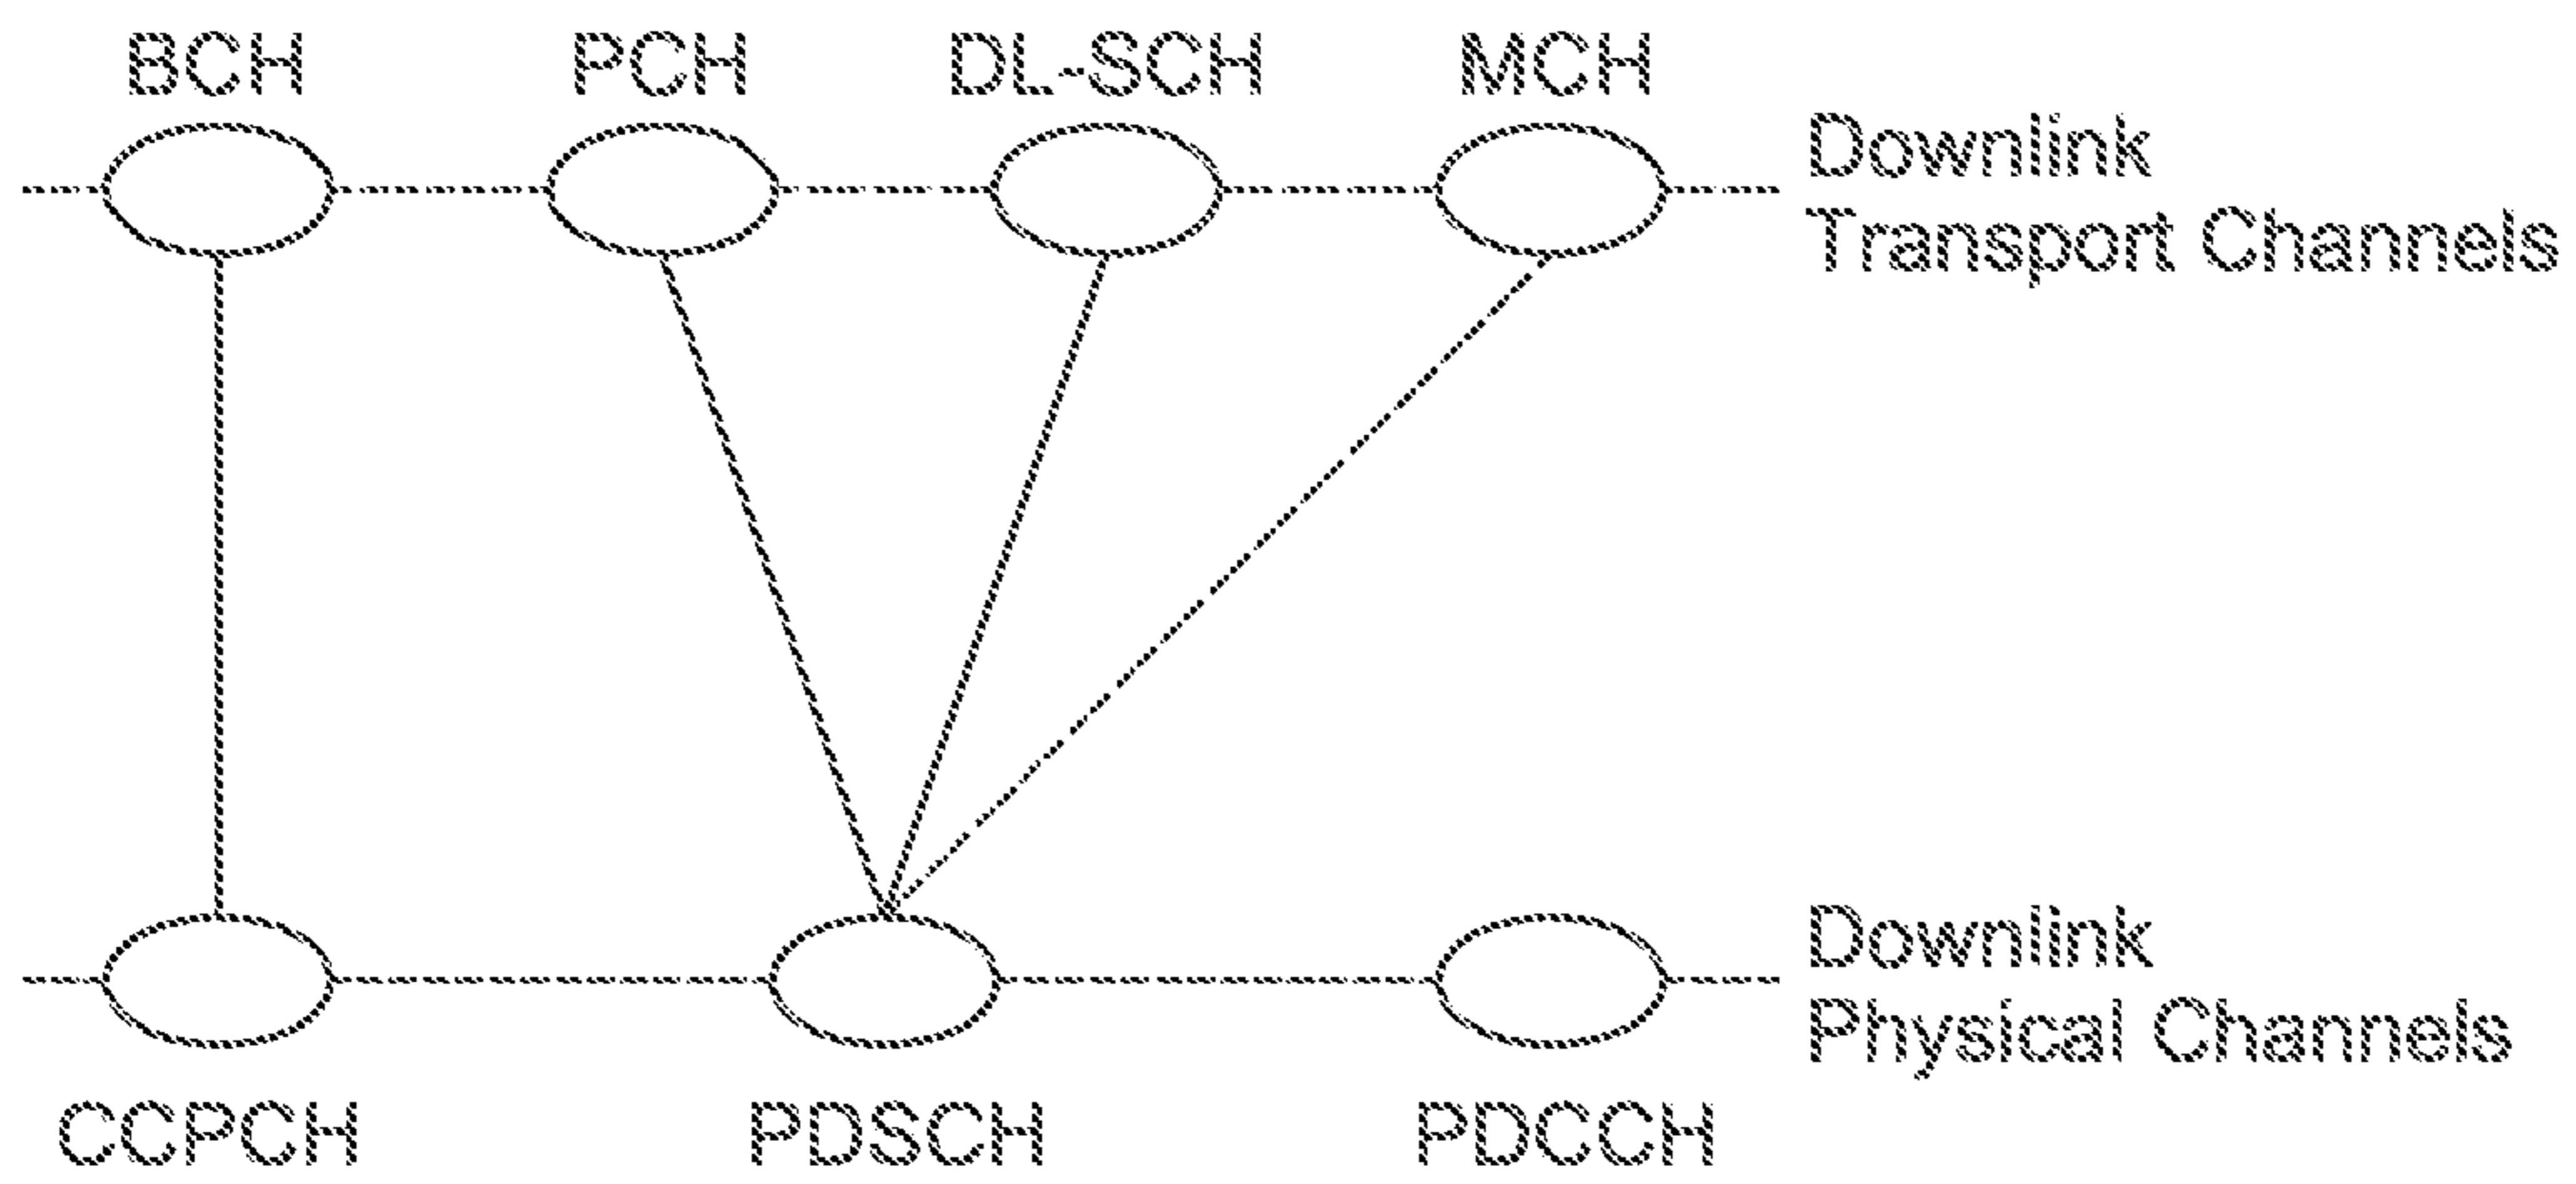 BCH PCH DL-SCH MCH
Downlink
Transport Channels
Downlink
Physical Channels
CCPCH PDSCH PDCCH